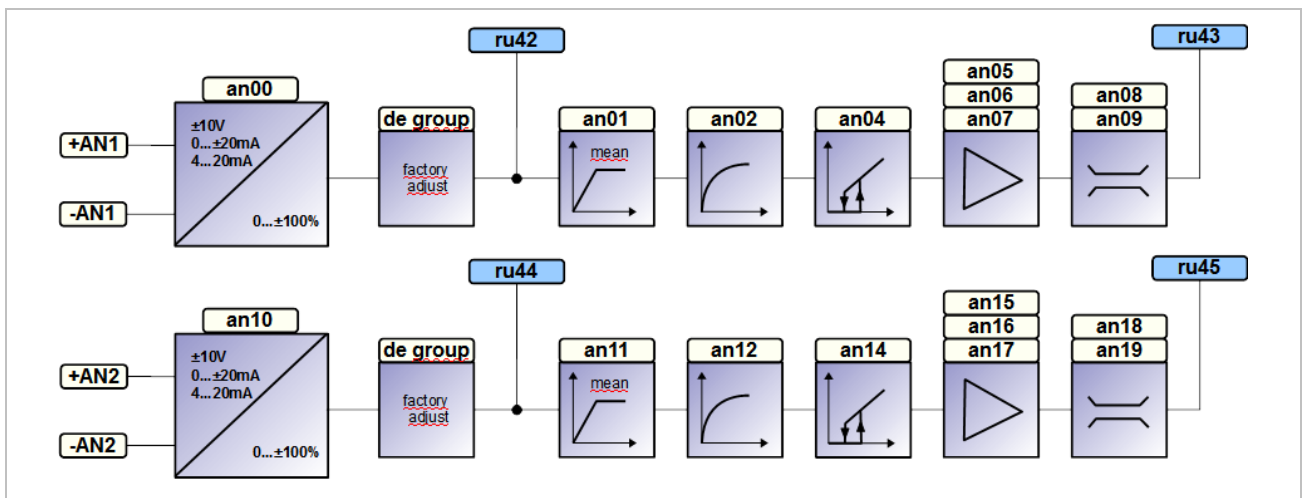 ru42
ru43
an00
an05
an06
an08
de group
an01
an02
an04
an07
an09
+AN1
±10V
0...±20mA
4...20mA
mean
factory
adjust
-AN1
0...±100%
ru44
ru45
an10
an15
an16
an18
de group
an11
an12
an14
an17
an19
+AN2
±10V
0...±20mA
4...20mA
mean
factory
adjust
-AN2
0...±100%